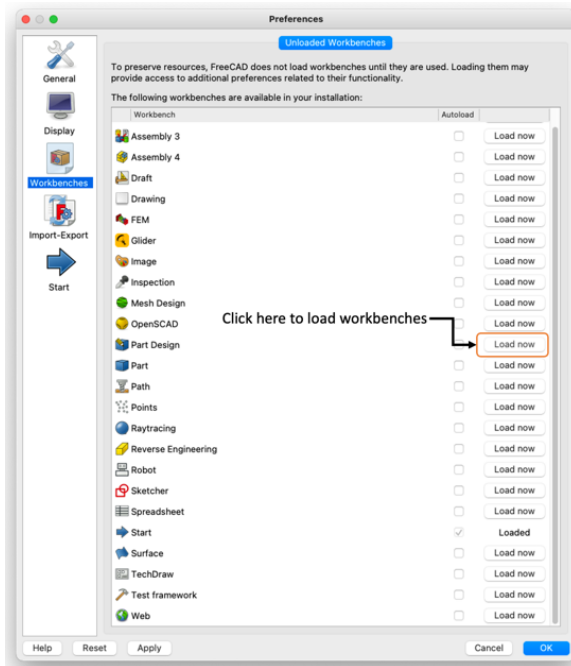 Preferences
General
Display
Workbenches
Import-Export
Start
Unloaded Workbenches
To preserve resources, FreeCAD does not load workbenches until they are used. Loading them may
provide access to additional preferences related to their functionality.
The following workbenches are available in your installation:
Workbench Autoload
Assembly 3 Load now
Assembly 4 Load now
Draft Load now
Drawing Load now
FEM Load now
Glider Load now
Image Load now
Inspection Load now
Mesh Design Load now
OpenSCAD Load now
Click here to load workbenches
Part Design Load now
Part Load now
Path Load now
Points Load now
Raytracing Load now
Reverse Engineering Load now
Robot Load now
Sketcher Load now
Spreadsheet Load now
Start Loaded
Surface Load now
TechDraw Load now
Test framework Load now
Web Load now
Help Reset Apply Cancel OK